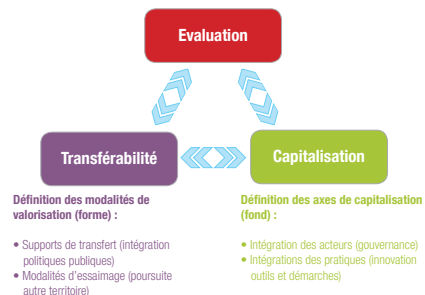 Evaluation
Transférabilité
Capitalisation
Définition des modalités de
valorisation (forme) :
• Supports de transfert (intégration
politiques publiques)
• Modalités d'essaimage (poursuite
autre territoire)
Définition des axes de capitalisation
(fond) :
• Intégration des acteurs (gouvernance)
• Intégrations des pratiques (innovation
outils et démarches)